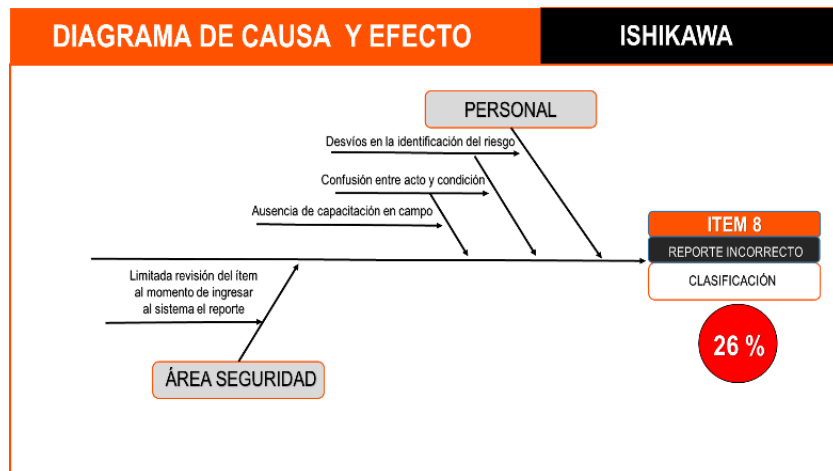 DIAGRAMA DE CAUSA Y EFECTO
ISHIKAWA
PERSONAL
Desvíos en la identificación del riesgo
Confusión entre acto y condición
Ausencia de capacitación en campo
ITEM 8
REPORTE INCORRECTO
CLASIFICACIÓN
26 %
Limitada revisión del ítem
al momento de ingresar
al sistema el reporte
ÁREA SEGURIDAD